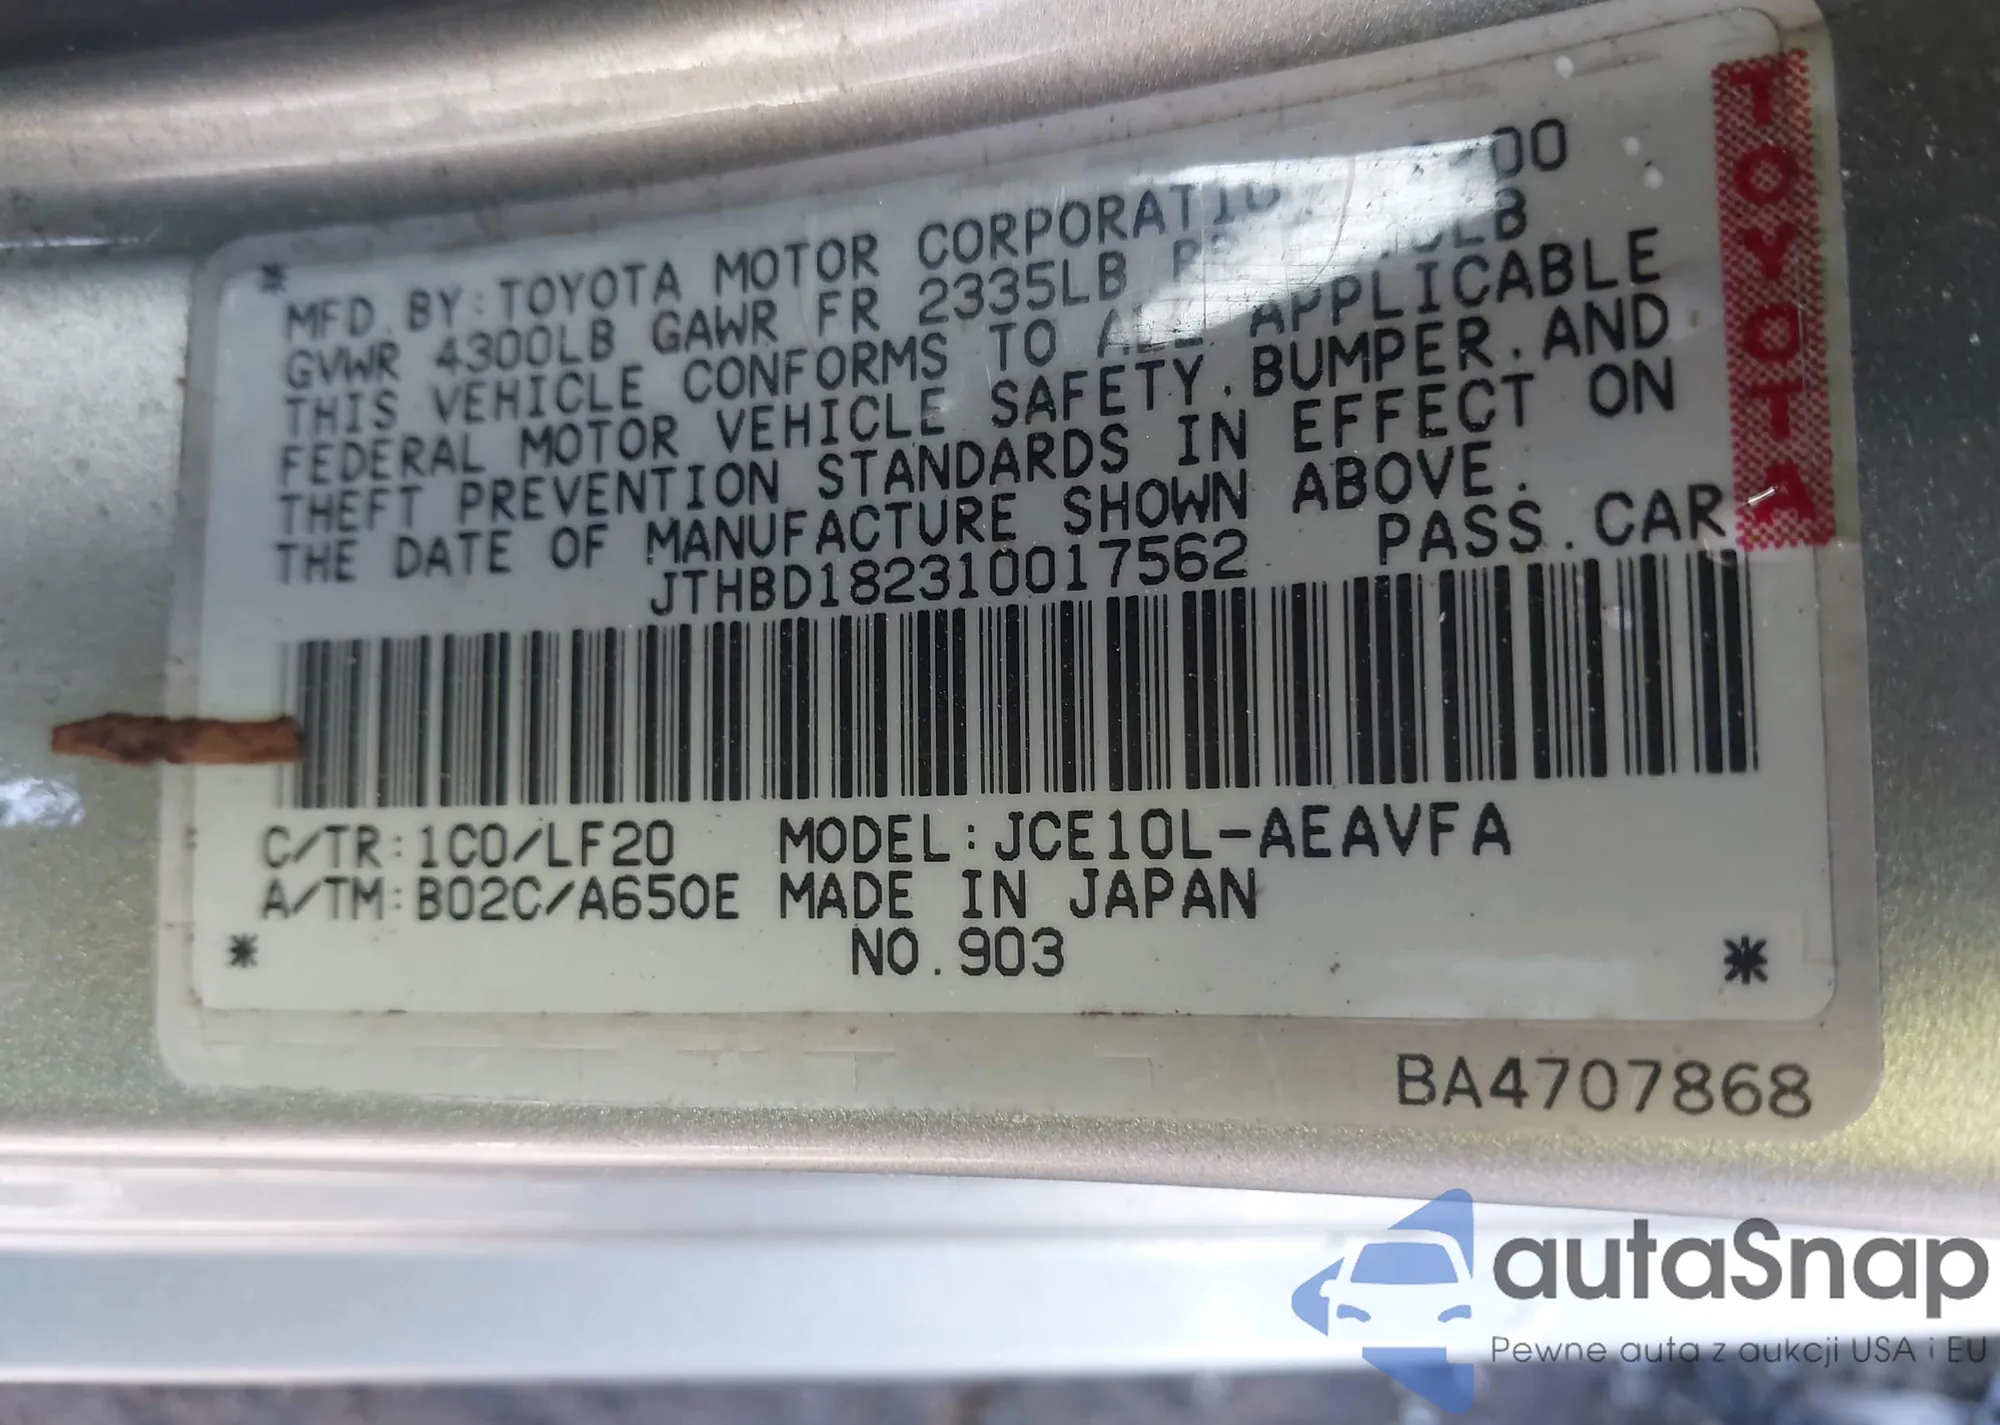 MFD. BY: TOYOTA MOTOR CORPORATIO 00
GVWR 4300LB GAWR FR 2335LB
THIS VEHICLE CONFORMS TO ALL APPLICABLE
FEDERAL MOTOR VEHICLE SAFETY, BUMPER, AND
THEFT PREVENTION STANDARDS IN EFFECT ON
THE DATE OF MANUFACTURE SHOWN ABOVE.
JTHBD182310017562 PASS. CAR
C/TR: 1C0/LF20 MODEL: JCE10L-AEAVFA
A/TM: B02C/A650E MADE IN JAPAN
NO. 903
TOYOTA
BA4707868
autaSnap
Pewne auta z aukcji USA i EU